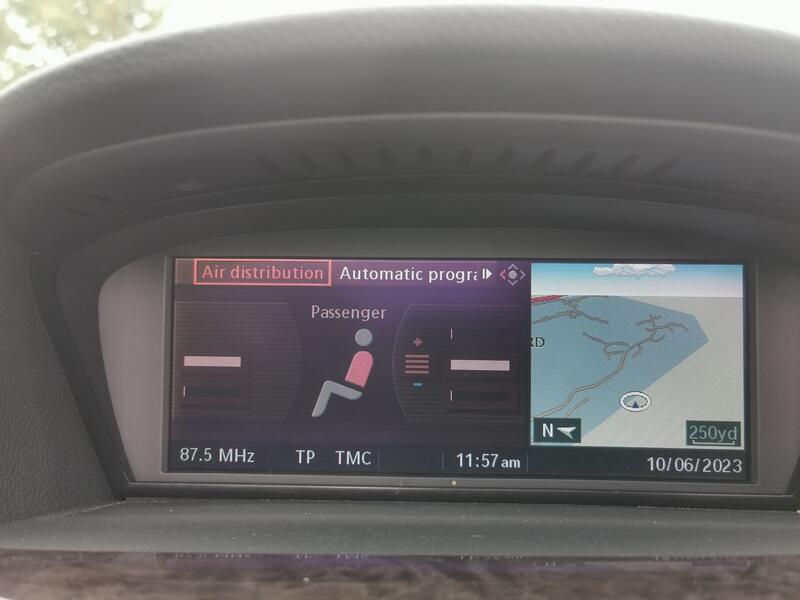 Air distribution Automatic progra
Passenger
RD
N 250yd
87.5 MHz TP TMC 11:57 am 10/06/2023